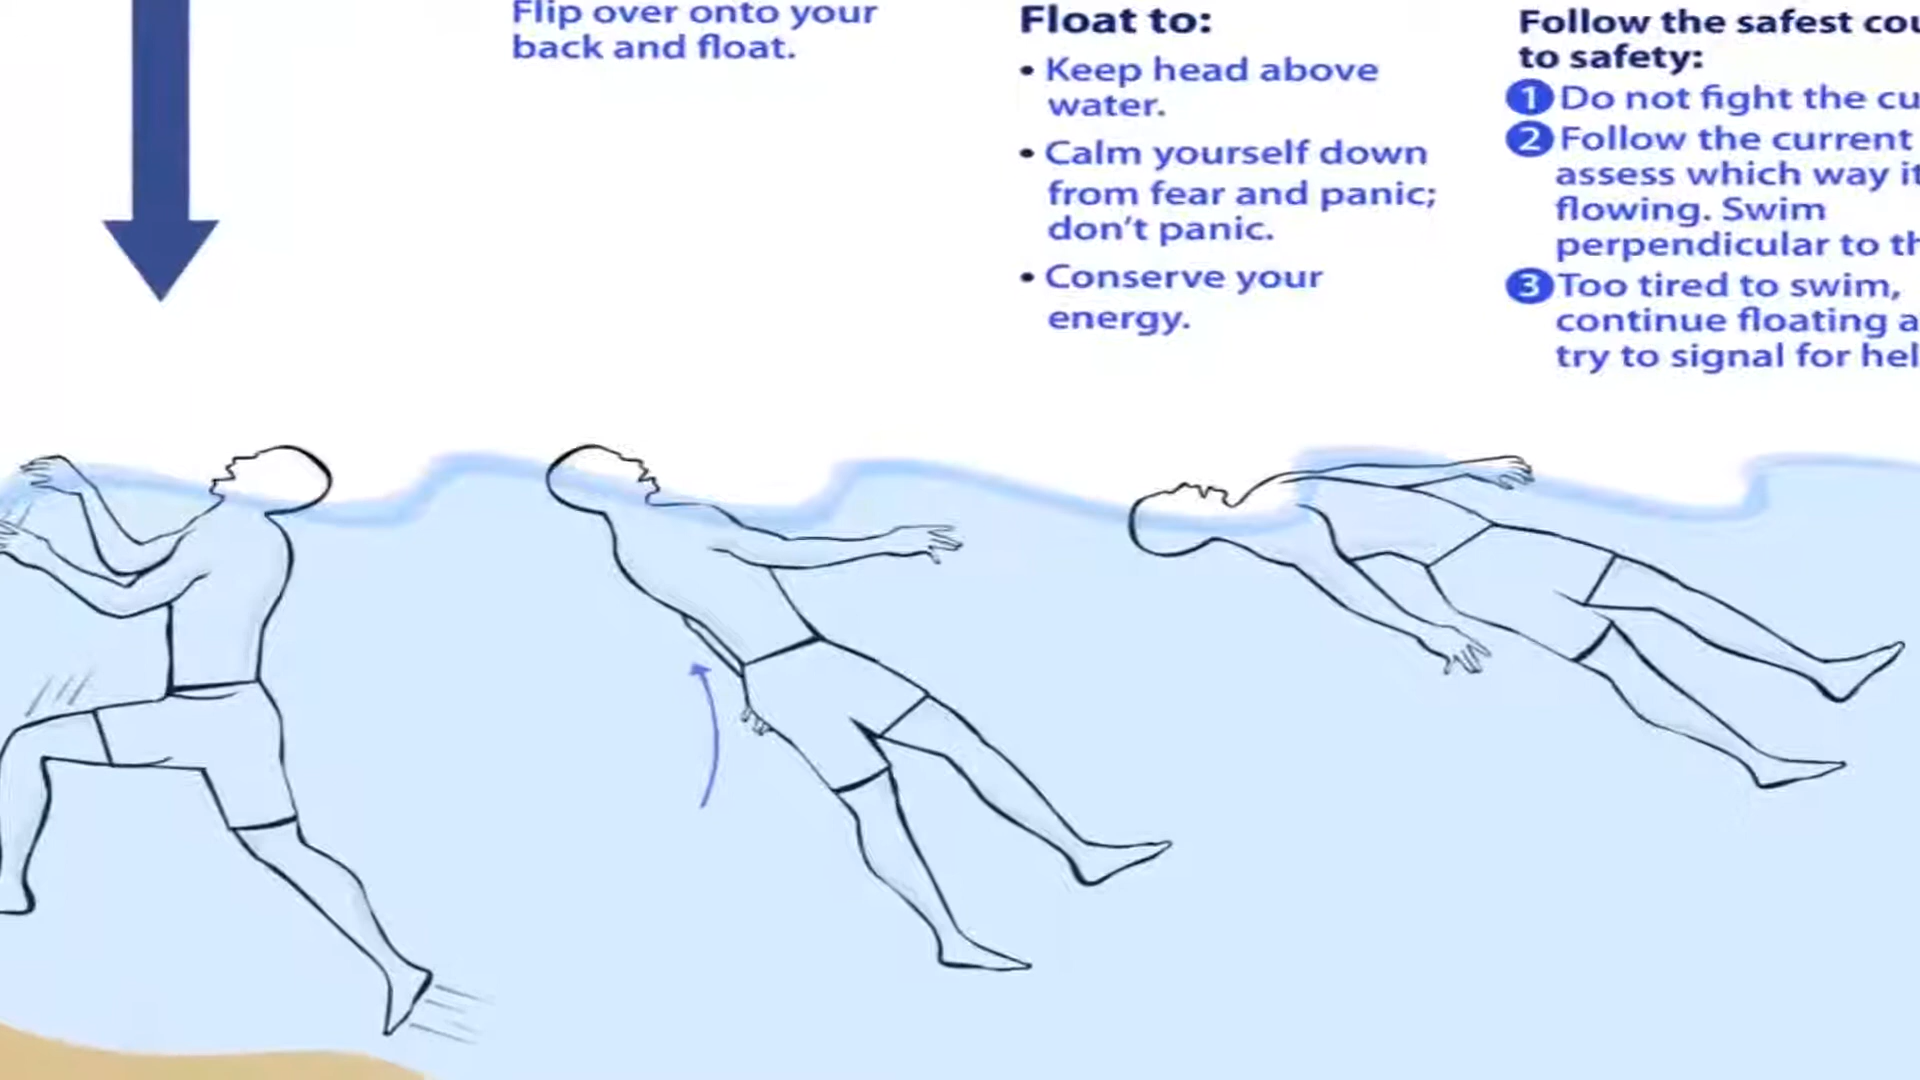 Flip over onto your
back and float.
Float to:
• Keep head above
water.
• Calm yourself down
from fear and panic;
don't panic.
• Conserve your
energy.
Follow the safest
to safety:
1 Do not fight the
2 Follow the current
assess which way
flowing. Swim
perpendicular to
3 Too tired to swim,
continue floating
try to signal for